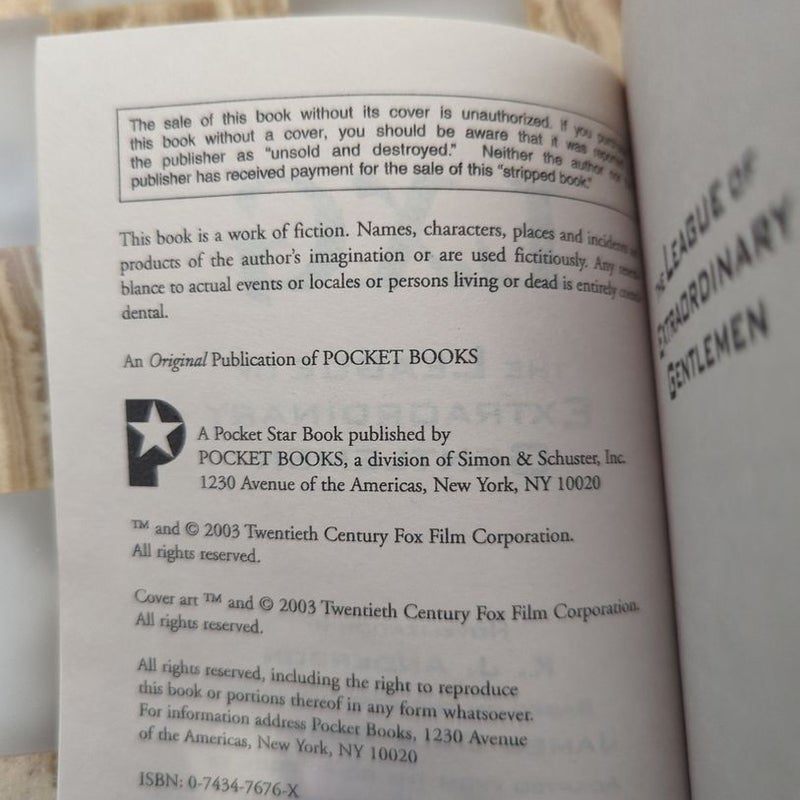 The sale of this book without its cover is unauthorized. If you
this book without a cover, you should be aware that it was
the publisher as "unsold and destroyed." Neither the author nor
publisher has received payment for the sale of this "stripped book."
This book is a work of fiction. Names, characters, places and incidents
products of the author's imagination or are used fictitiously. Any
blance to actual events or locales or persons living or dead is entirely
dental.
An Original Publication of POCKET BOOKS
A Pocket Star Book published by
POCKET BOOKS, a division of Simon & Schuster, Inc.
1230 Avenue of the Americas, New York, NY 10020
™ and © 2003 Twentieth Century Fox Film Corporation.
All rights reserved.
Cover art ™ and © 2003 Twentieth Century Fox Film Corporation.
All rights reserved.
All rights reserved, including the right to reproduce
this book or portions thereof in any form whatsoever.
For information address Pocket Books, 1230 Avenue
of the Americas, New York, NY 10020
ISBN: 0-7434-7676-X
THE LEAGUE OF
EXTRAORDINARY
GENTLEMEN